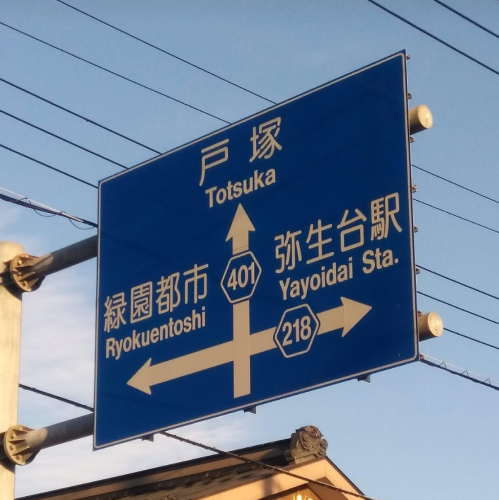 戸塚
Totsuka
401
緑園都市
Ryokuentoshi
弥生台駅
Yayoidai Sta.
218